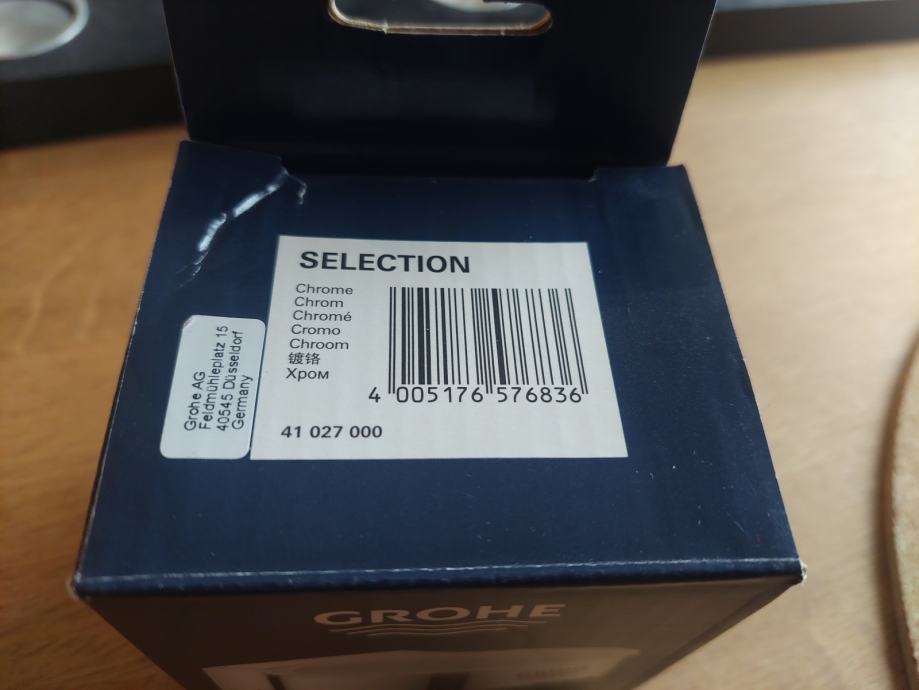 SELECTION
Chrome
Chrom
Chromé
Cromo
Chroom
镀铬
Хром
4 005176 576836
41 027 000
Grohe AG
Feldmühleplatz 15
40545 Düsseldorf
Germany
GROHE